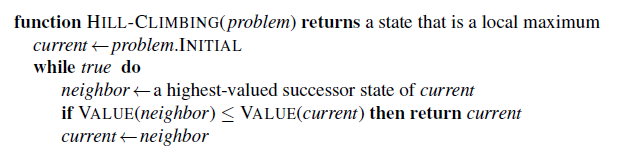 function HILL-CLIMBING(problem) returns a state that is a local maximum
current ← problem.INITIAL
while true do
neighbor ← a highest-valued successor state of current
if VALUE(neighbor) ≤ VALUE(current) then return current
current ← neighbor